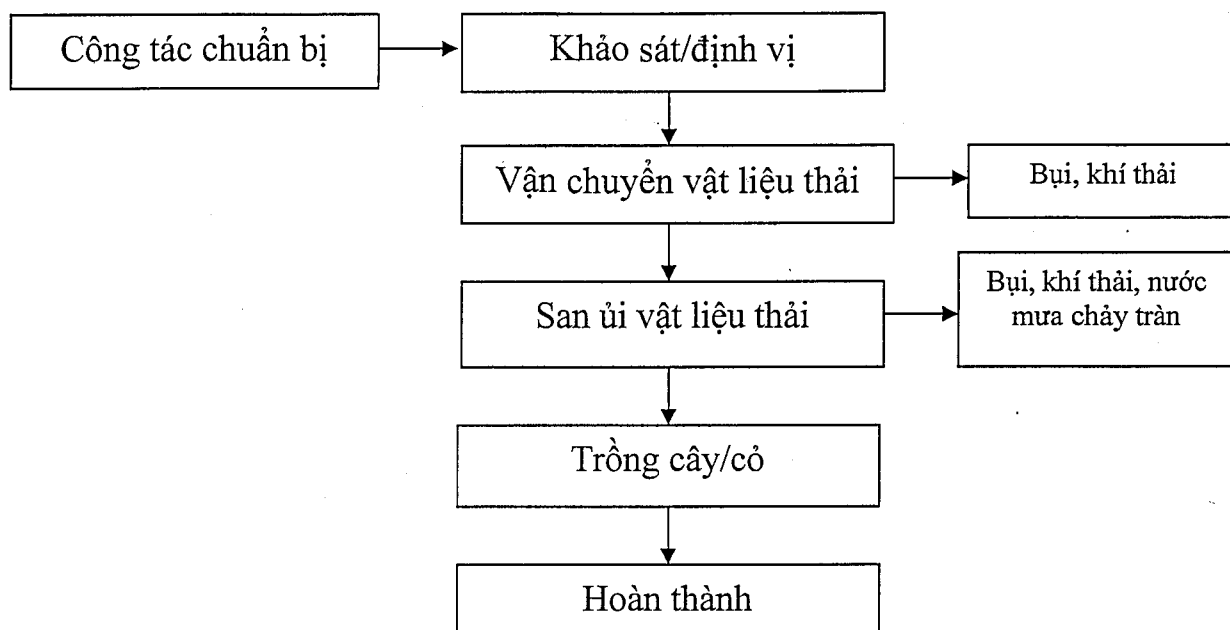 Công tác chuẩn bị
Khảo sát/định vị
Vận chuyển vật liệu thải
Bụi, khí thải
San ủi vật liệu thải
Bụi, khí thải, nước
mưa chảy tràn
Trồng cây/cỏ
Hoàn thành